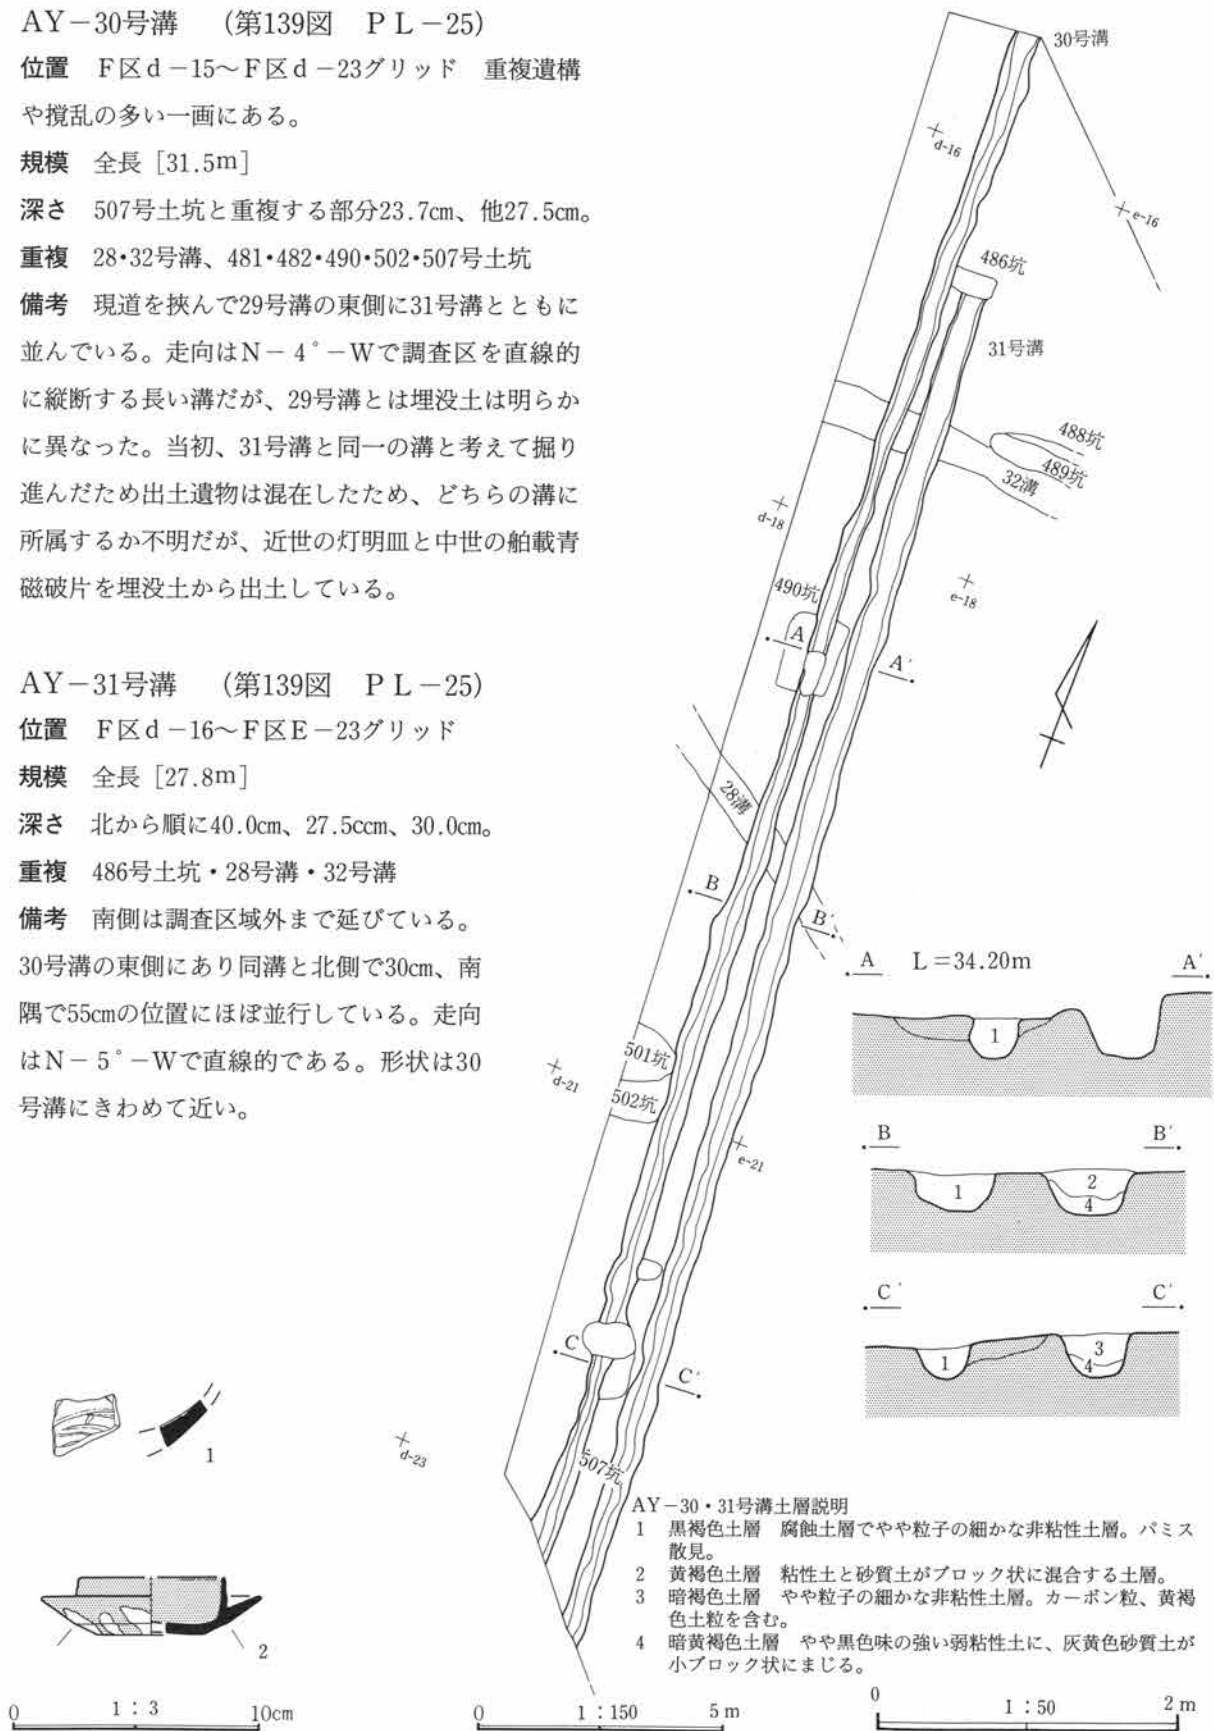 AY－30号溝　（第139図　ＰＬ－25）
位置　Ｆ区ｄ－15～Ｆ区ｄ－23グリッド　重複遺構
や撹乱の多い一画にある。
規模　全長［31.5m］
深さ　507号土坑と重複する部分23.7cm、他27.5cm。
重複　28・32号溝、481・482・490・502・507号土坑
備考　現道を挟んで29号溝の東側に31号溝とともに
並んでいる。走向はＮ－４°－Ｗで調査区を直線的
に縦断する長い溝だが、29号溝とは埋没土は明らか
に異なった。当初、31号溝と同一の溝と考えて掘り
進んだため出土遺物は混在したため、どちらの溝に
所属するか不明だが、近世の灯明皿と中世の舶載青
磁破片を埋没土から出土している。
AY－31号溝　（第139図　ＰＬ－25）
位置　Ｆ区ｄ－16～Ｆ区Ｅ－23グリッド
規模　全長［27.8m］
深さ　北から順に40.0cm、27.5ccm、30.0cm。
重複　486号土坑・28号溝・32号溝
備考　南側は調査区域外まで延びている。
30号溝の東側にあり同溝と北側で30cm、南
隅で55cmの位置にほぼ並行している。走向
はＮ－５°－Ｗで直線的である。形状は30
号溝にきわめて近い。
30号溝
d-16
e-16
486坑
31号溝
488坑
489坑
32溝
d-18
e-18
490坑
A
A′
28溝
B
B′
501坑
502坑
d-21
e-21
C
C′
d-23
507坑
A　L＝34.20m　A′
1
B　B′
1　2
4
C′　C′
1　3
4
1
2
AY－30・31号溝土層説明
1　黒褐色土層　腐蝕土層でやや粒子の細かな非粘性土層。パミス
散見。
2　黄褐色土層　粘性土と砂質土がブロック状に混合する土層。
3　暗褐色土層　やや粒子の細かな非粘性土層。カーボン粒、黄褐
色土粒を含む。
4　暗黄褐色土層　やや黒色味の強い弱粘性土に、灰黄色砂質土が
小ブロック状にまじる。
0　1：3　10cm
0　1：150　5m
0　1：50　2m